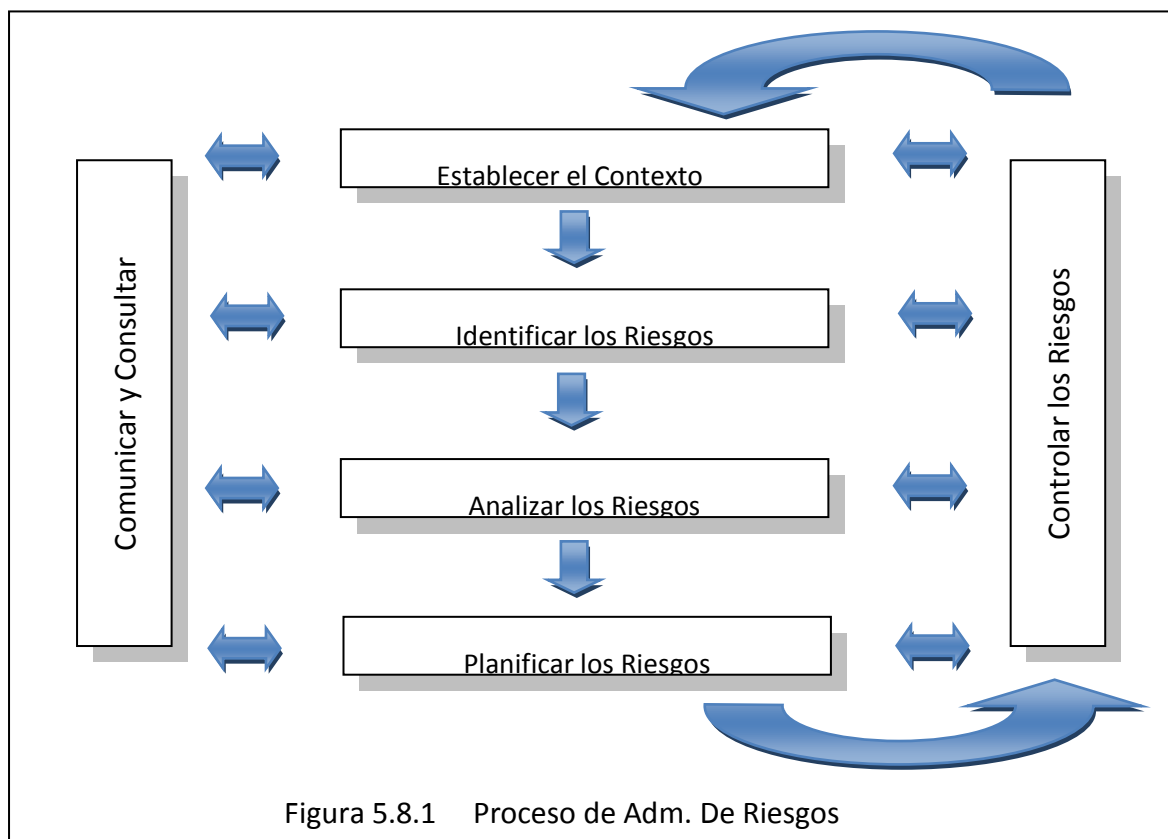 Establecer el Contexto
Comunicar y Consultar
Identificar los Riesgos
Analizar los Riesgos
Planificar los Riesgos
Controlar los Riesgos
Figura 5.8.1 Proceso de Adm. De Riesgos